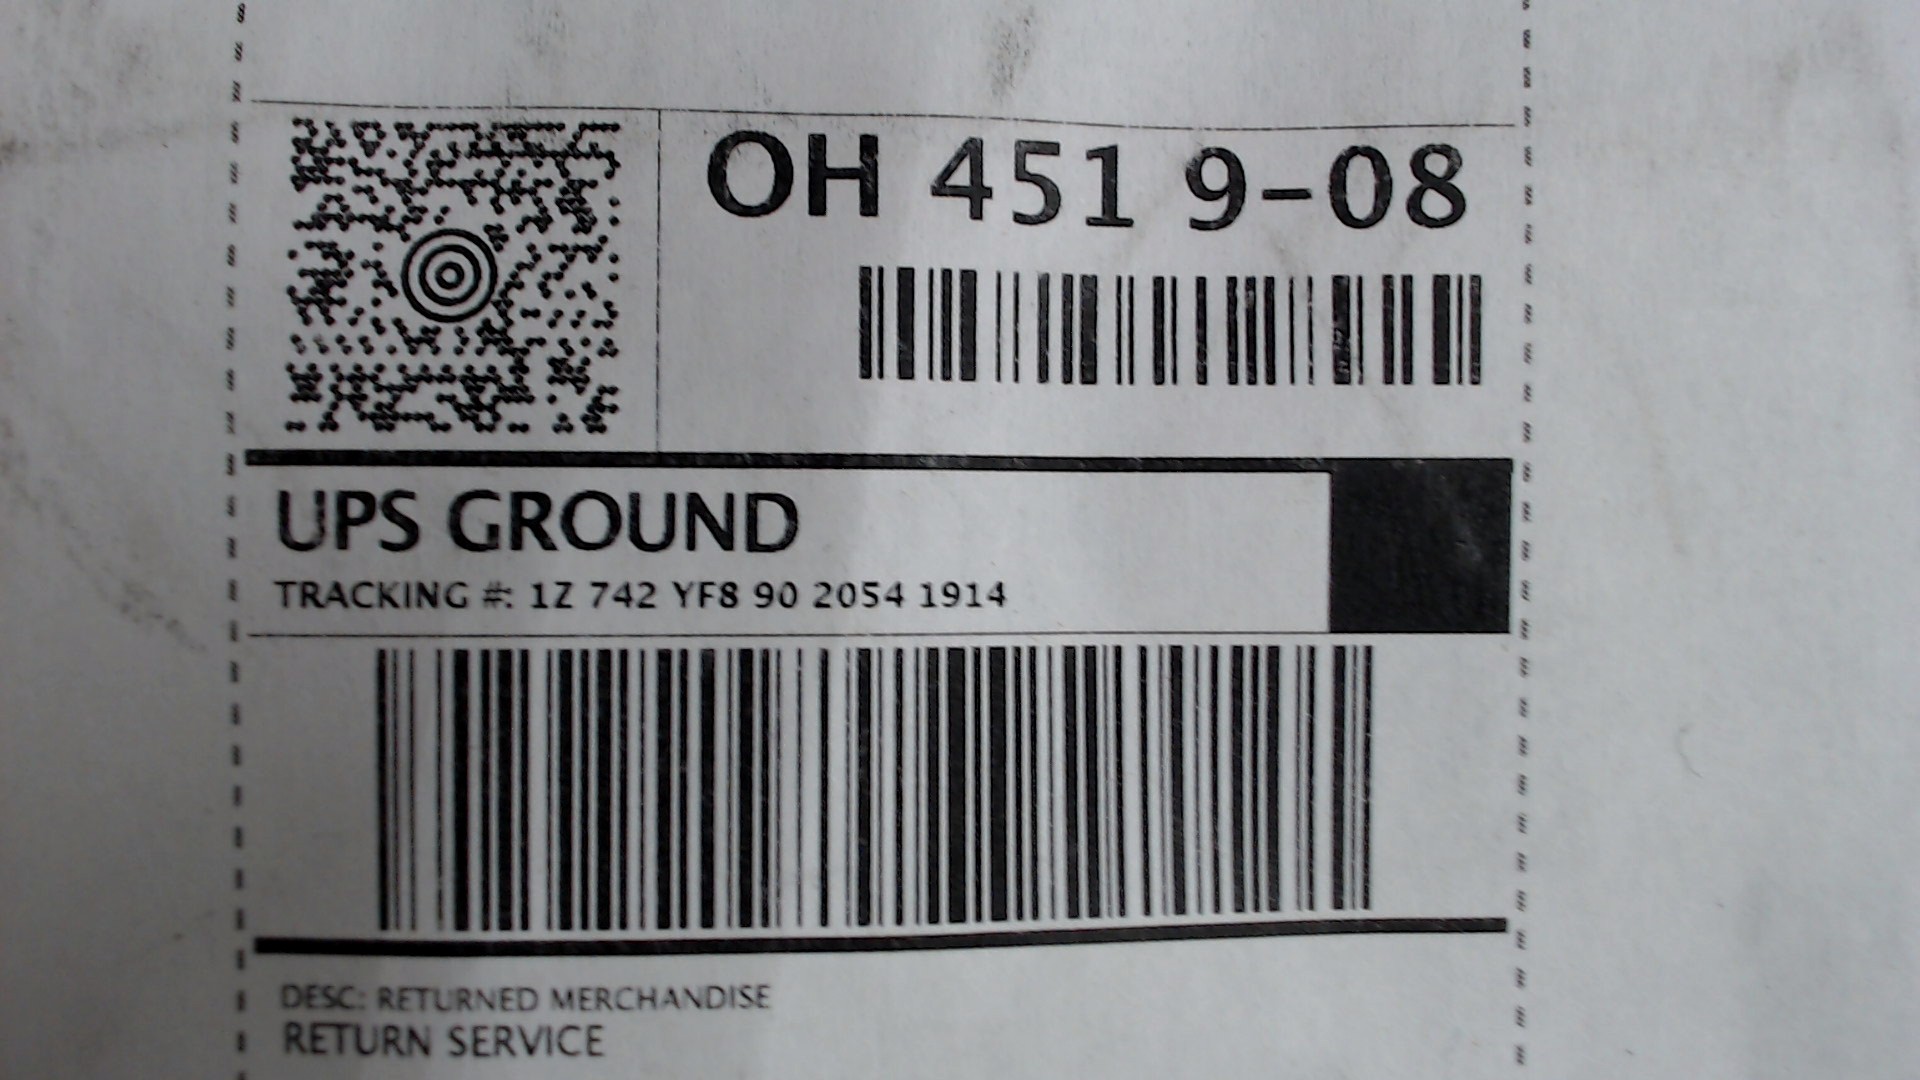 OH 451 9-08
UPS GROUND
TRACKING #: 1Z 742 YF8 90 2054 1914
DESC: RETURNED MERCHANDISE
RETURN SERVICE